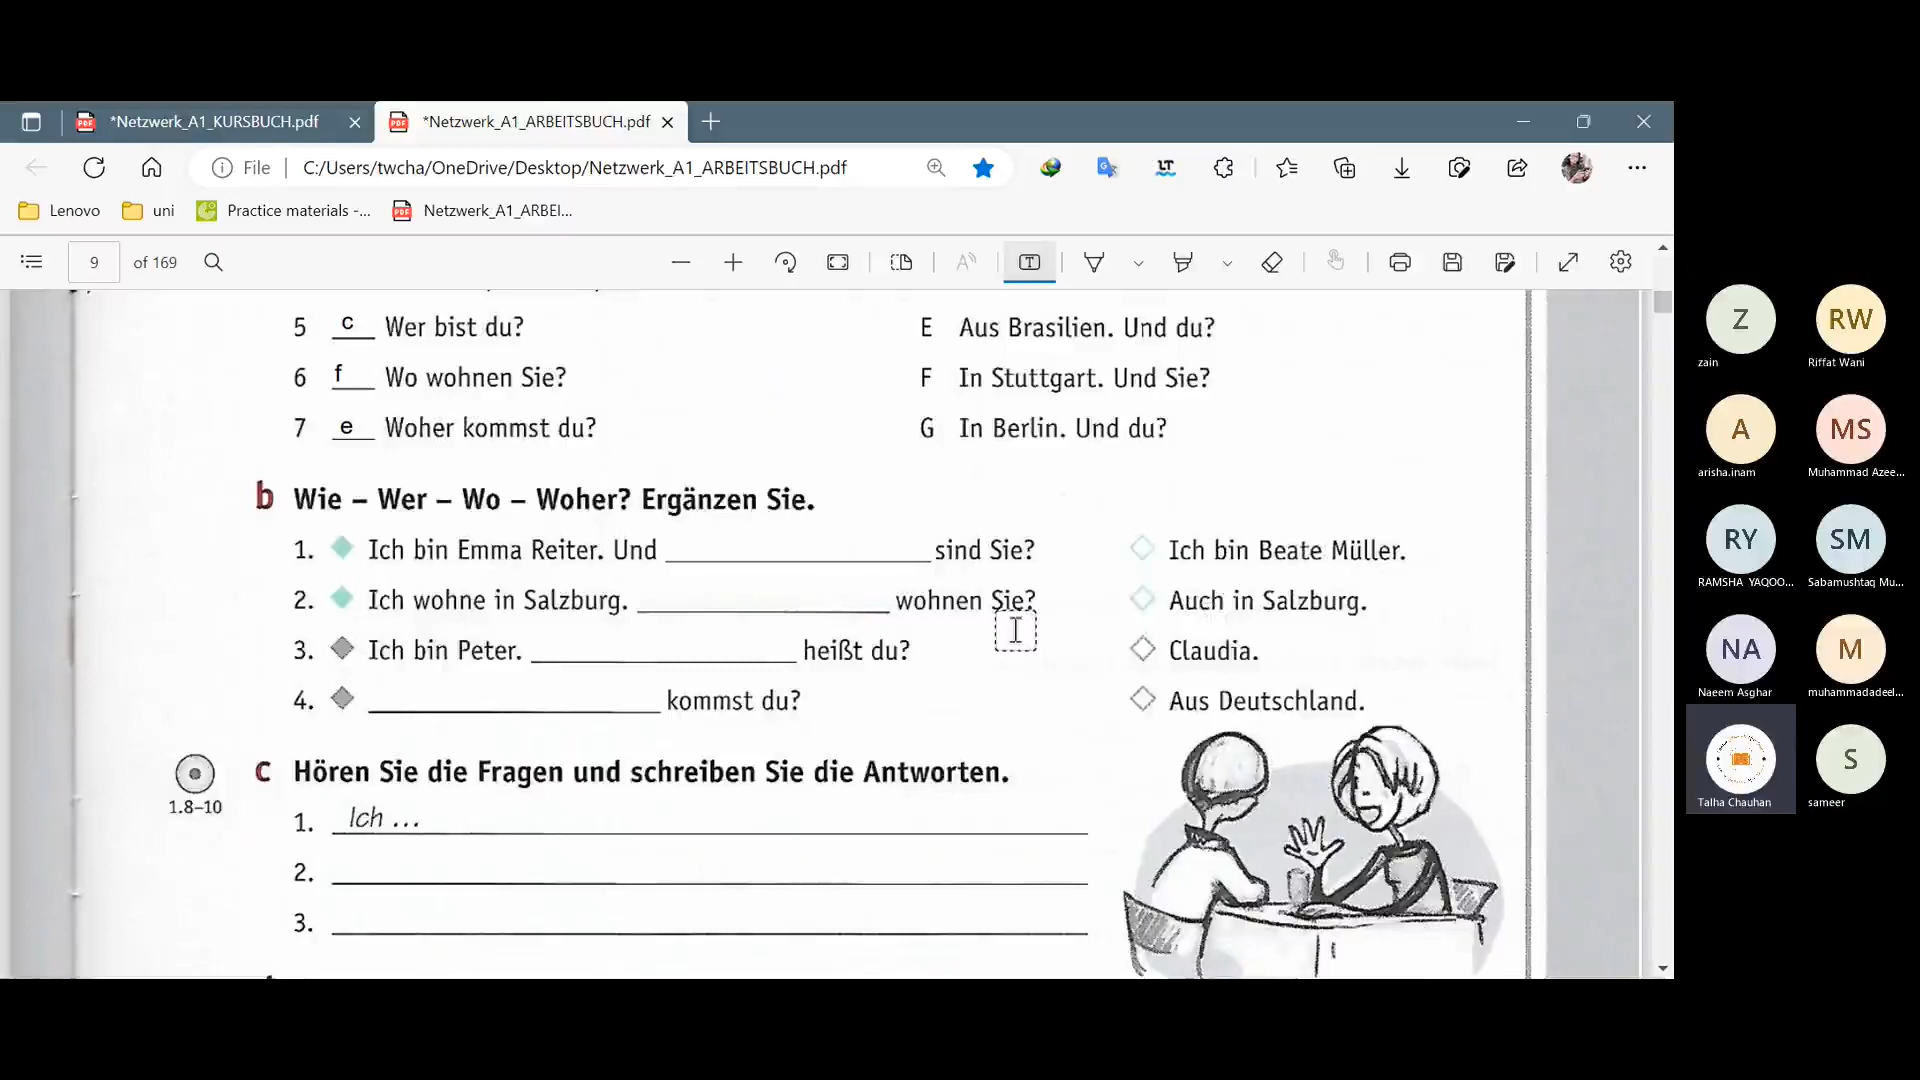 *Netzwerk_A1_KURSBUCH.pdf
*Netzwerk_A1_ARBEITSBUCH.pdf
File
C:/Users/twcha/OneDrive/Desktop/Netzwerk_A1_ARBEITSBUCH.pdf
Lenovo
uni
Practice materials -...
Netzwerk_A1_ARBEI...
9 of 169
5 c Wer bist du?
E Aus Brasilien. Und du?
6 f Wo wohnen Sie?
F In Stuttgart. Und Sie?
7 e Woher kommst du?
G In Berlin. Und du?
b Wie – Wer – Wo – Woher? Ergänzen Sie.
1. Ich bin Emma Reiter. Und ____ sind Sie?
Ich bin Beate Müller.
2. Ich wohne in Salzburg. ____ wohnen Sie?
Auch in Salzburg.
3. Ich bin Peter. ____ heißt du?
Claudia.
4. ____ kommst du?
Aus Deutschland.
1.8–10
c Hören Sie die Fragen und schreiben Sie die Antworten.
1. Ich ...
2.
3.
Z
zain
RW
Riffat Wani
A
arisha.inam
MS
Muhammad Azee...
RY
RAMSHA YAQOO...
SM
Sabamushtaq Mu...
NA
Naeem Asghar
M
muhammadadeel...
Talha Chauhan
S
sameer